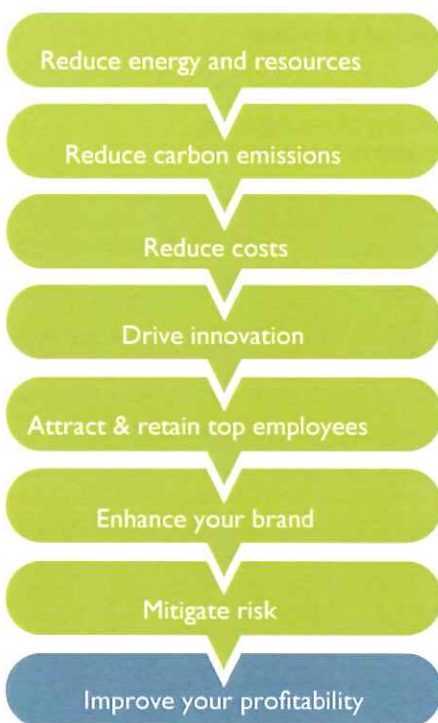 Reduce energy and resources
Reduce carbon emissions
Reduce costs
Drive innovation
Attract & retain top employees
Enhance your brand
Mitigate risk
Improve your profitability